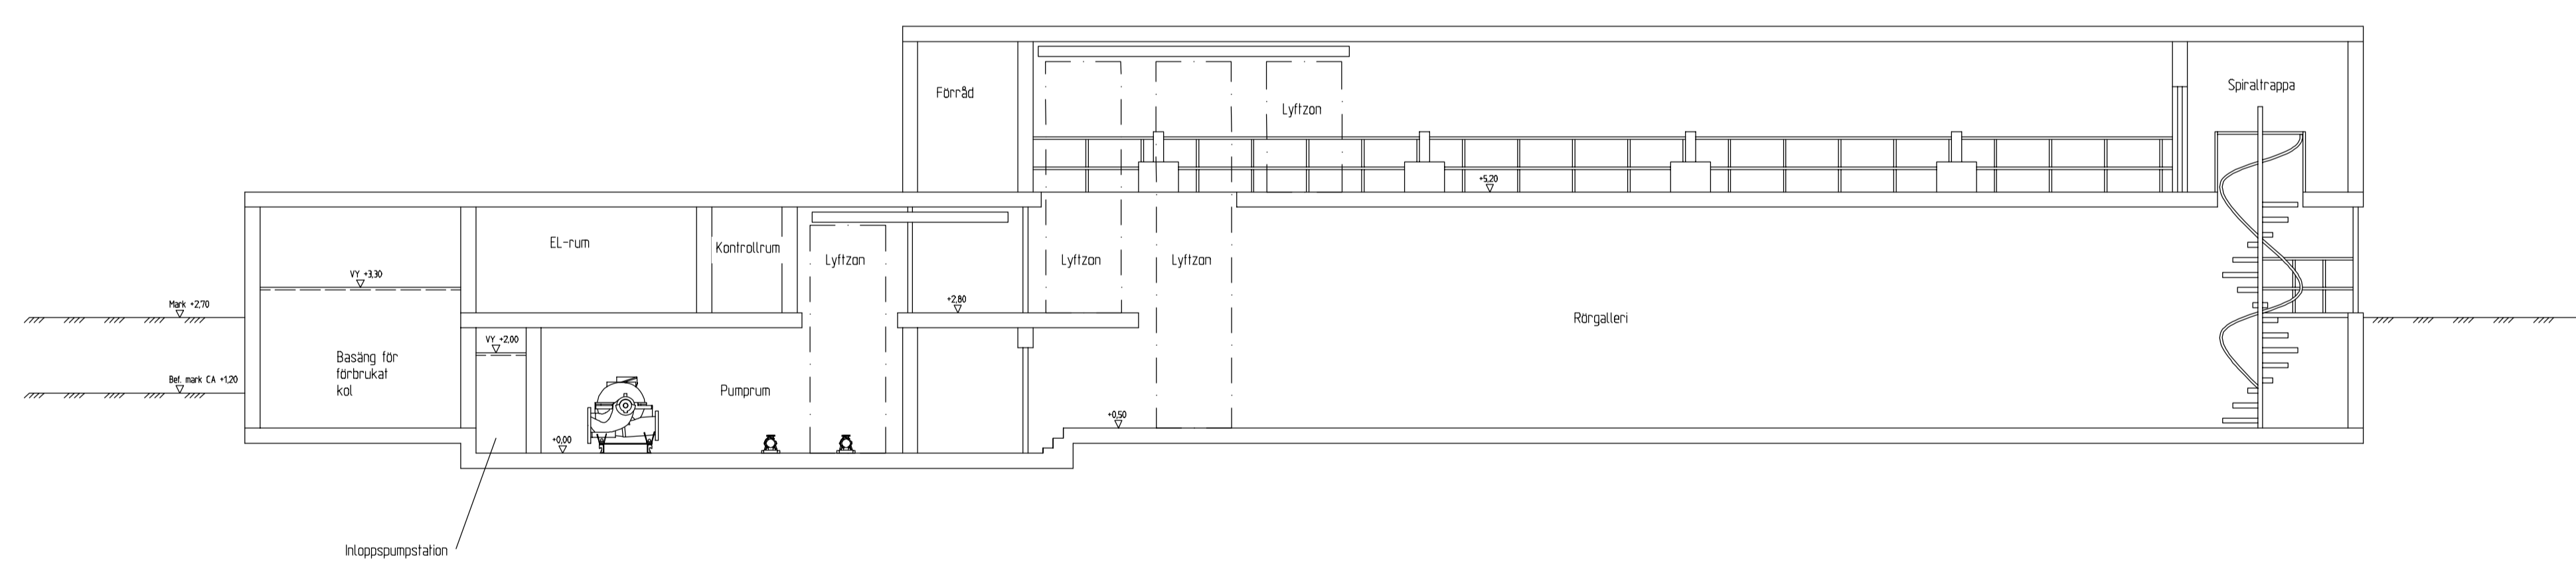 Förråd
Lyftzon
Spiraltrappa
+5,20
EL-rum
Kontrollrum
Lyftzon
Lyftzon
Lyftzon
VY +3,30
Mark +2,70
+2,80
Rörgalleri
VY +2,00
Basäng för
förbrukat
kol
Bef. mark CA +1,20
Pumprum
+0,50
+0,00
Inloppspumpstation